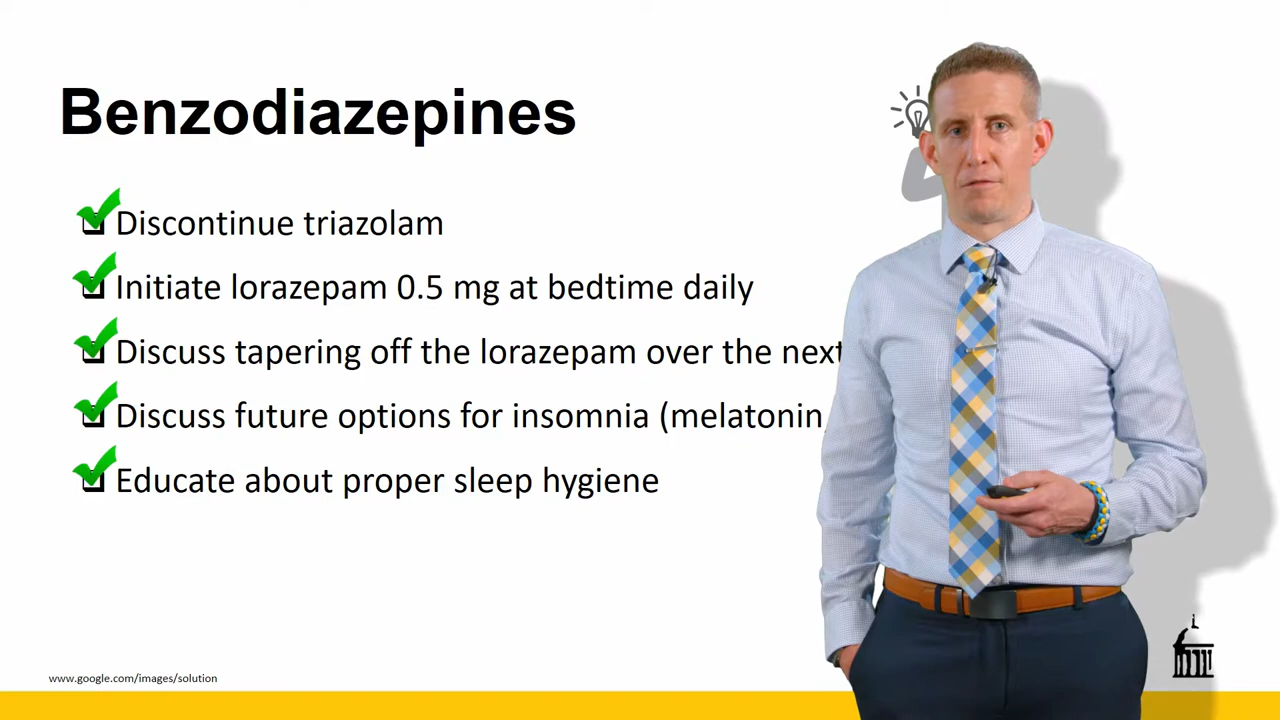 Benzodiazepines
Discontinue triazolam
Initiate lorazepam 0.5 mg at bedtime daily
Discuss tapering off the lorazepam over the next
Discuss future options for insomnia (melatonin,
Educate about proper sleep hygiene
www.google.com/images/solution